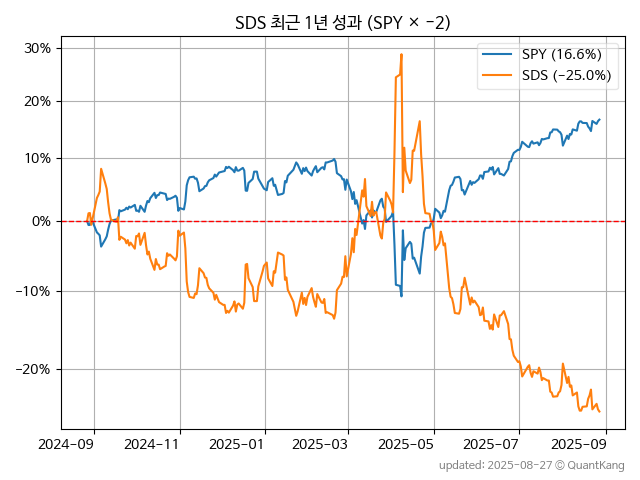 SDS 최근 1년 성과 (SPY × −2)
SPY (16.6%)
SDS (−25.0%)
30%
20%
10%
0%
−10%
−20%
2024−09 2024−11 2025−01 2025−03 2025−05 2025−07 2025−09
updated: 2025−08−27 © QuantKang